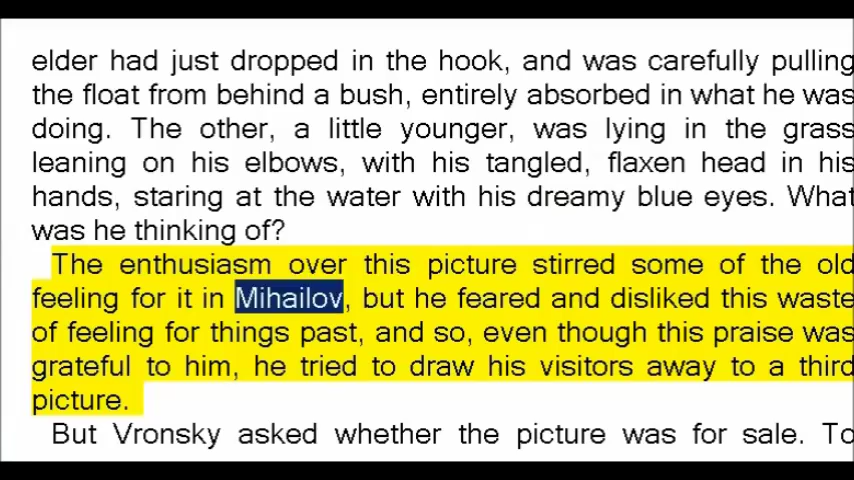 elder had just dropped in the hook, and was carefully pulling
the float from behind a bush, entirely absorbed in what he was
doing. The other, a little younger, was lying in the grass
leaning on his elbows, with his tangled, flaxen head in his
hands, staring at the water with his dreamy blue eyes. What
was he thinking of?
The enthusiasm over this picture stirred some of the old
feeling for it in Mihailov, but he feared and disliked this waste
of feeling for things past, and so, even though this praise was
grateful to him, he tried to draw his visitors away to a third
picture.
But Vronsky asked whether the picture was for sale. To